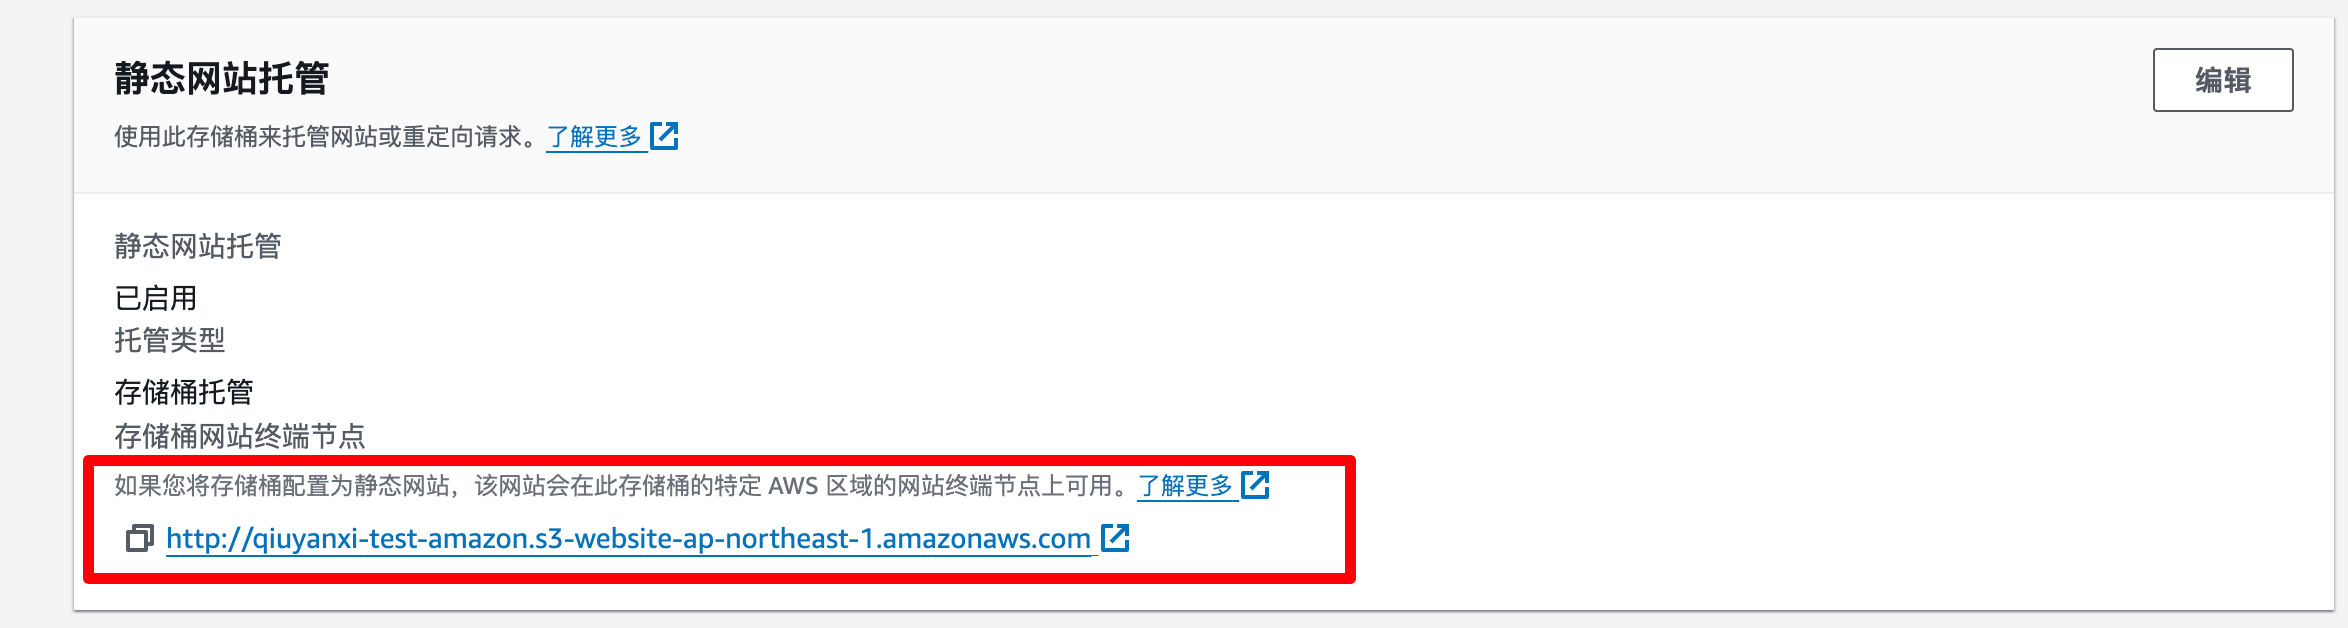 静态网站托管
编辑
使用此存储桶来托管网站或重定向请求。了解更多
静态网站托管
已启用
托管类型
存储桶托管
存储桶网站终端节点
如果您将存储桶配置为静态网站，该网站会在此存储桶的特定 AWS 区域的网站终端节点上可用。了解更多
http://qiuyanxi-test-amazon.s3-website-ap-northeast-1.amazonaws.com